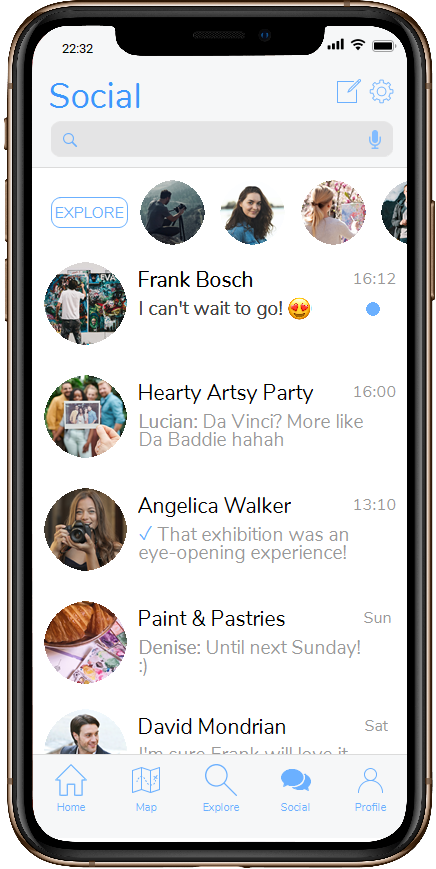 22:32
Social
EXPLORE
Frank Bosch 16:12
I can't wait to go! 😍
Hearty Artsy Party 16:00
Lucian: Da Vinci? More like
Da Baddie hahah
Angelica Walker 13:10
✓ That exhibition was an
eye-opening experience!
Paint & Pastries Sun
Denise: Until next Sunday!
:)
David Mondrian Sat
I'm sure Frank will love it
Home Map Explore Social Profile